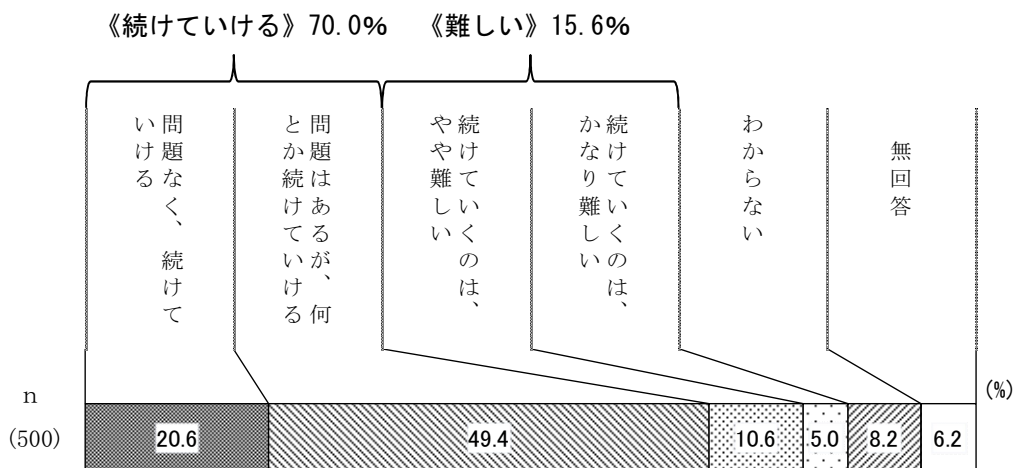 《続けていける》70.0% 《難しい》15.6%
問題なく、続けて
いける
問題はあるが、何
とか続けていける
続けていくのは、
やや難しい
続けていくのは、
かなり難しい
わからない
無回答
(%)
n
(500)
20.6 49.4 10.6 5.0 8.2 6.2